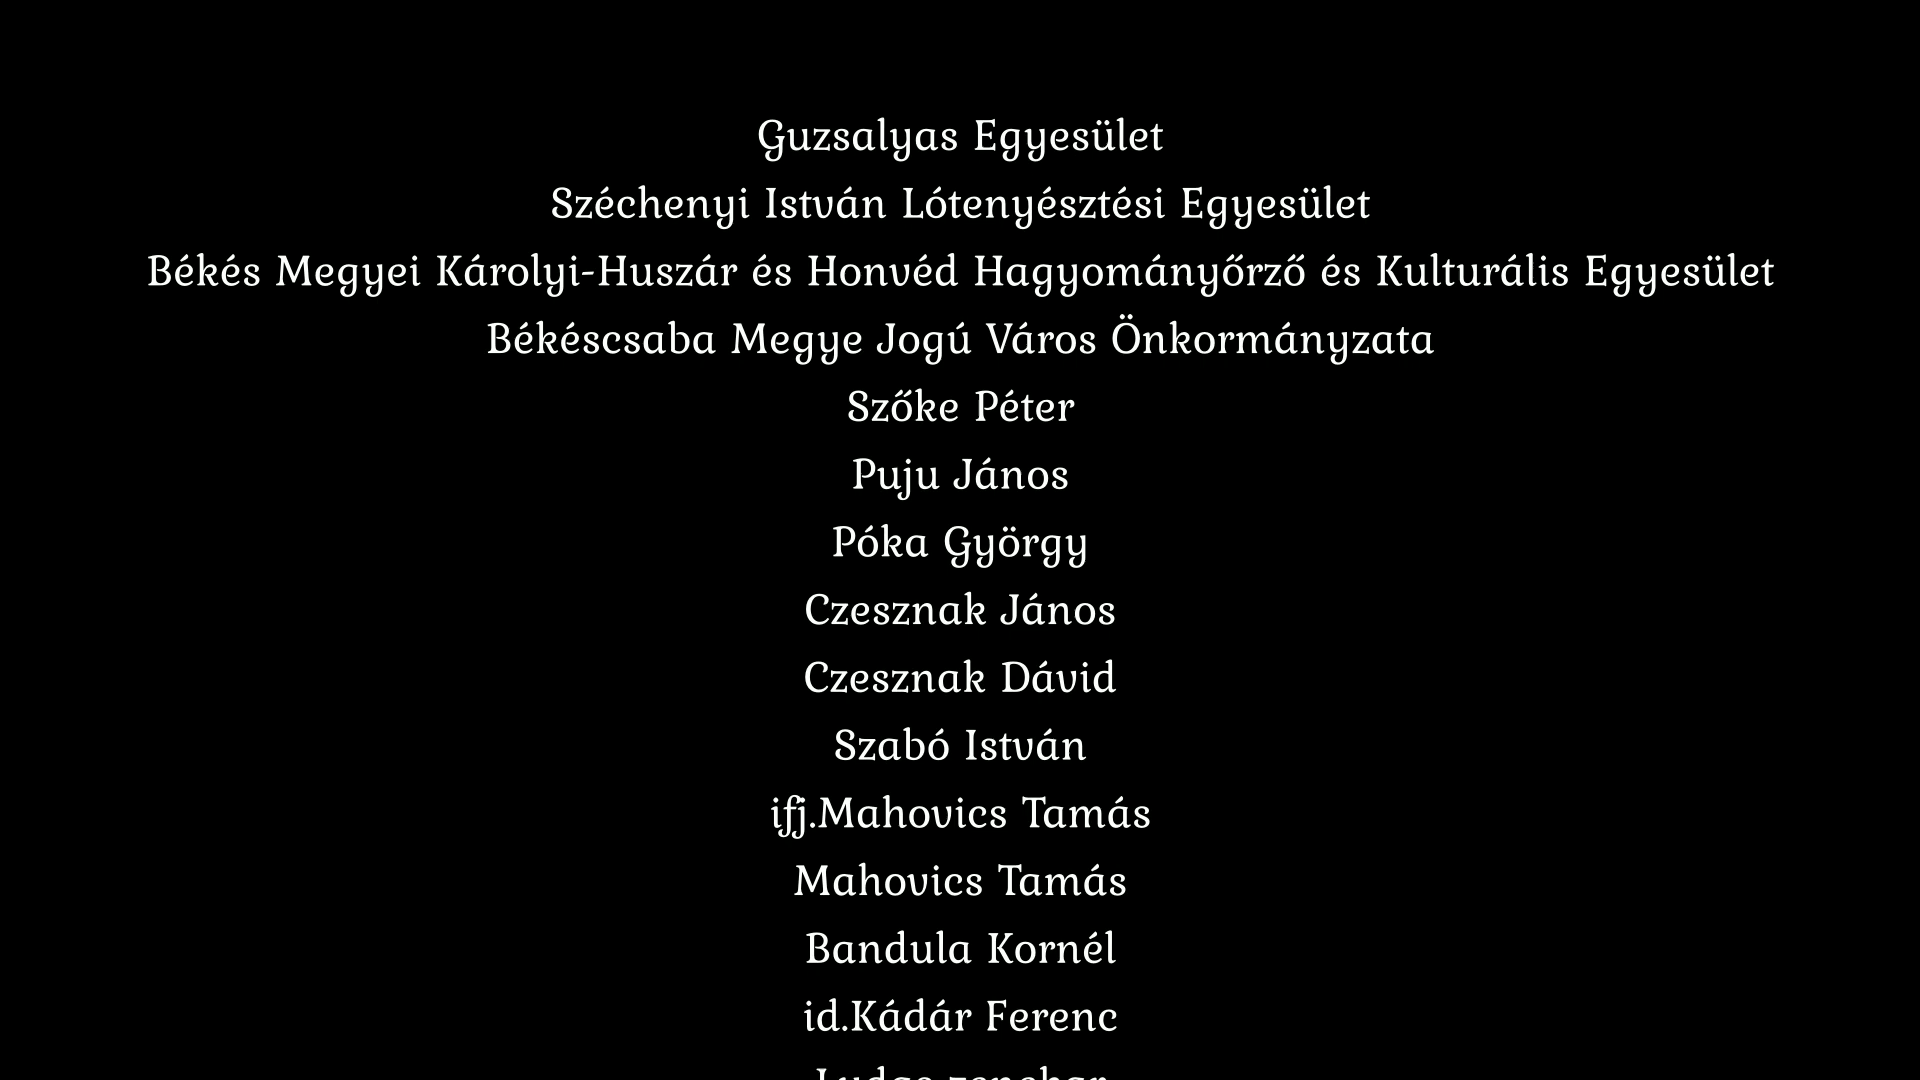 Guzsalyas Egyesület
Széchenyi István Lótenyésztési Egyesület
Békés Megyei Károlyi-Huszár és Honvéd Hagyományőrző és Kulturális Egyesület
Békéscsaba Megye Jogú Város Önkormányzata
Szőke Péter
Puju János
Póka György
Czesznak János
Czesznak Dávid
Szabó István
ifj.Mahovics Tamás
Mahovics Tamás
Bandula Kornél
id.Kádár Ferenc